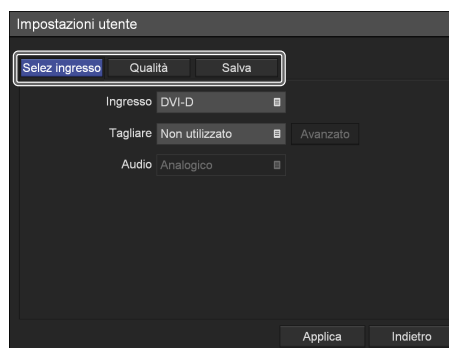 Impostazioni utente
Selez ingresso Qualità Salva
Ingresso DVI-D
Tagliare Non utilizzato Avanzato
Audio Analogico
Applica Indietro